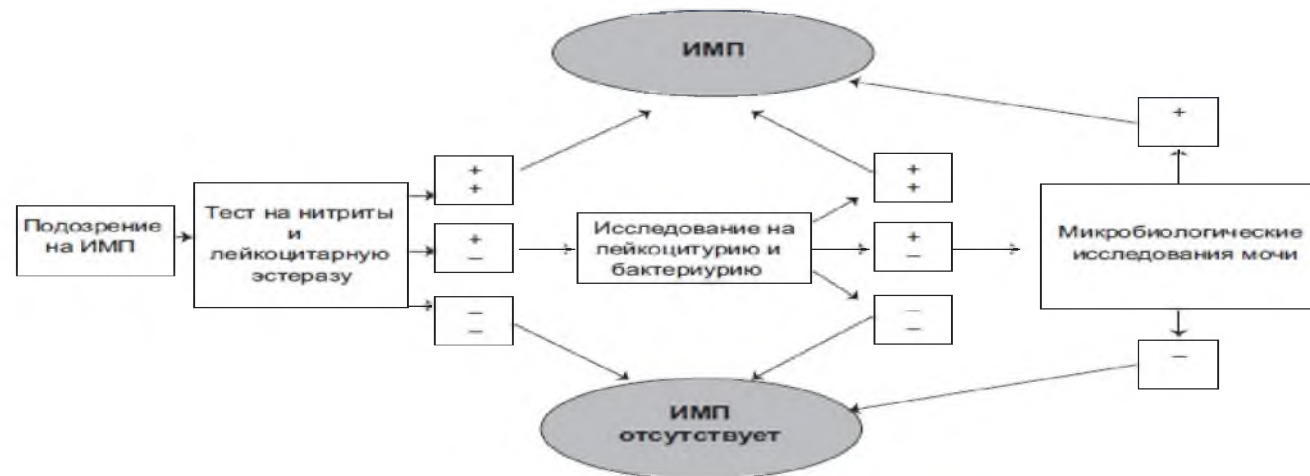 ИМП
Подозрение
на ИМП
Тест на нитриты
и
лейкоцитарную
эстеразу
+
+
+
–
–
–
Исследование на
лейкоцитурию и
бактериурию
+
+
+
–
–
–
Микробиологические
исследования мочи
+
–
ИМП
отсутствует